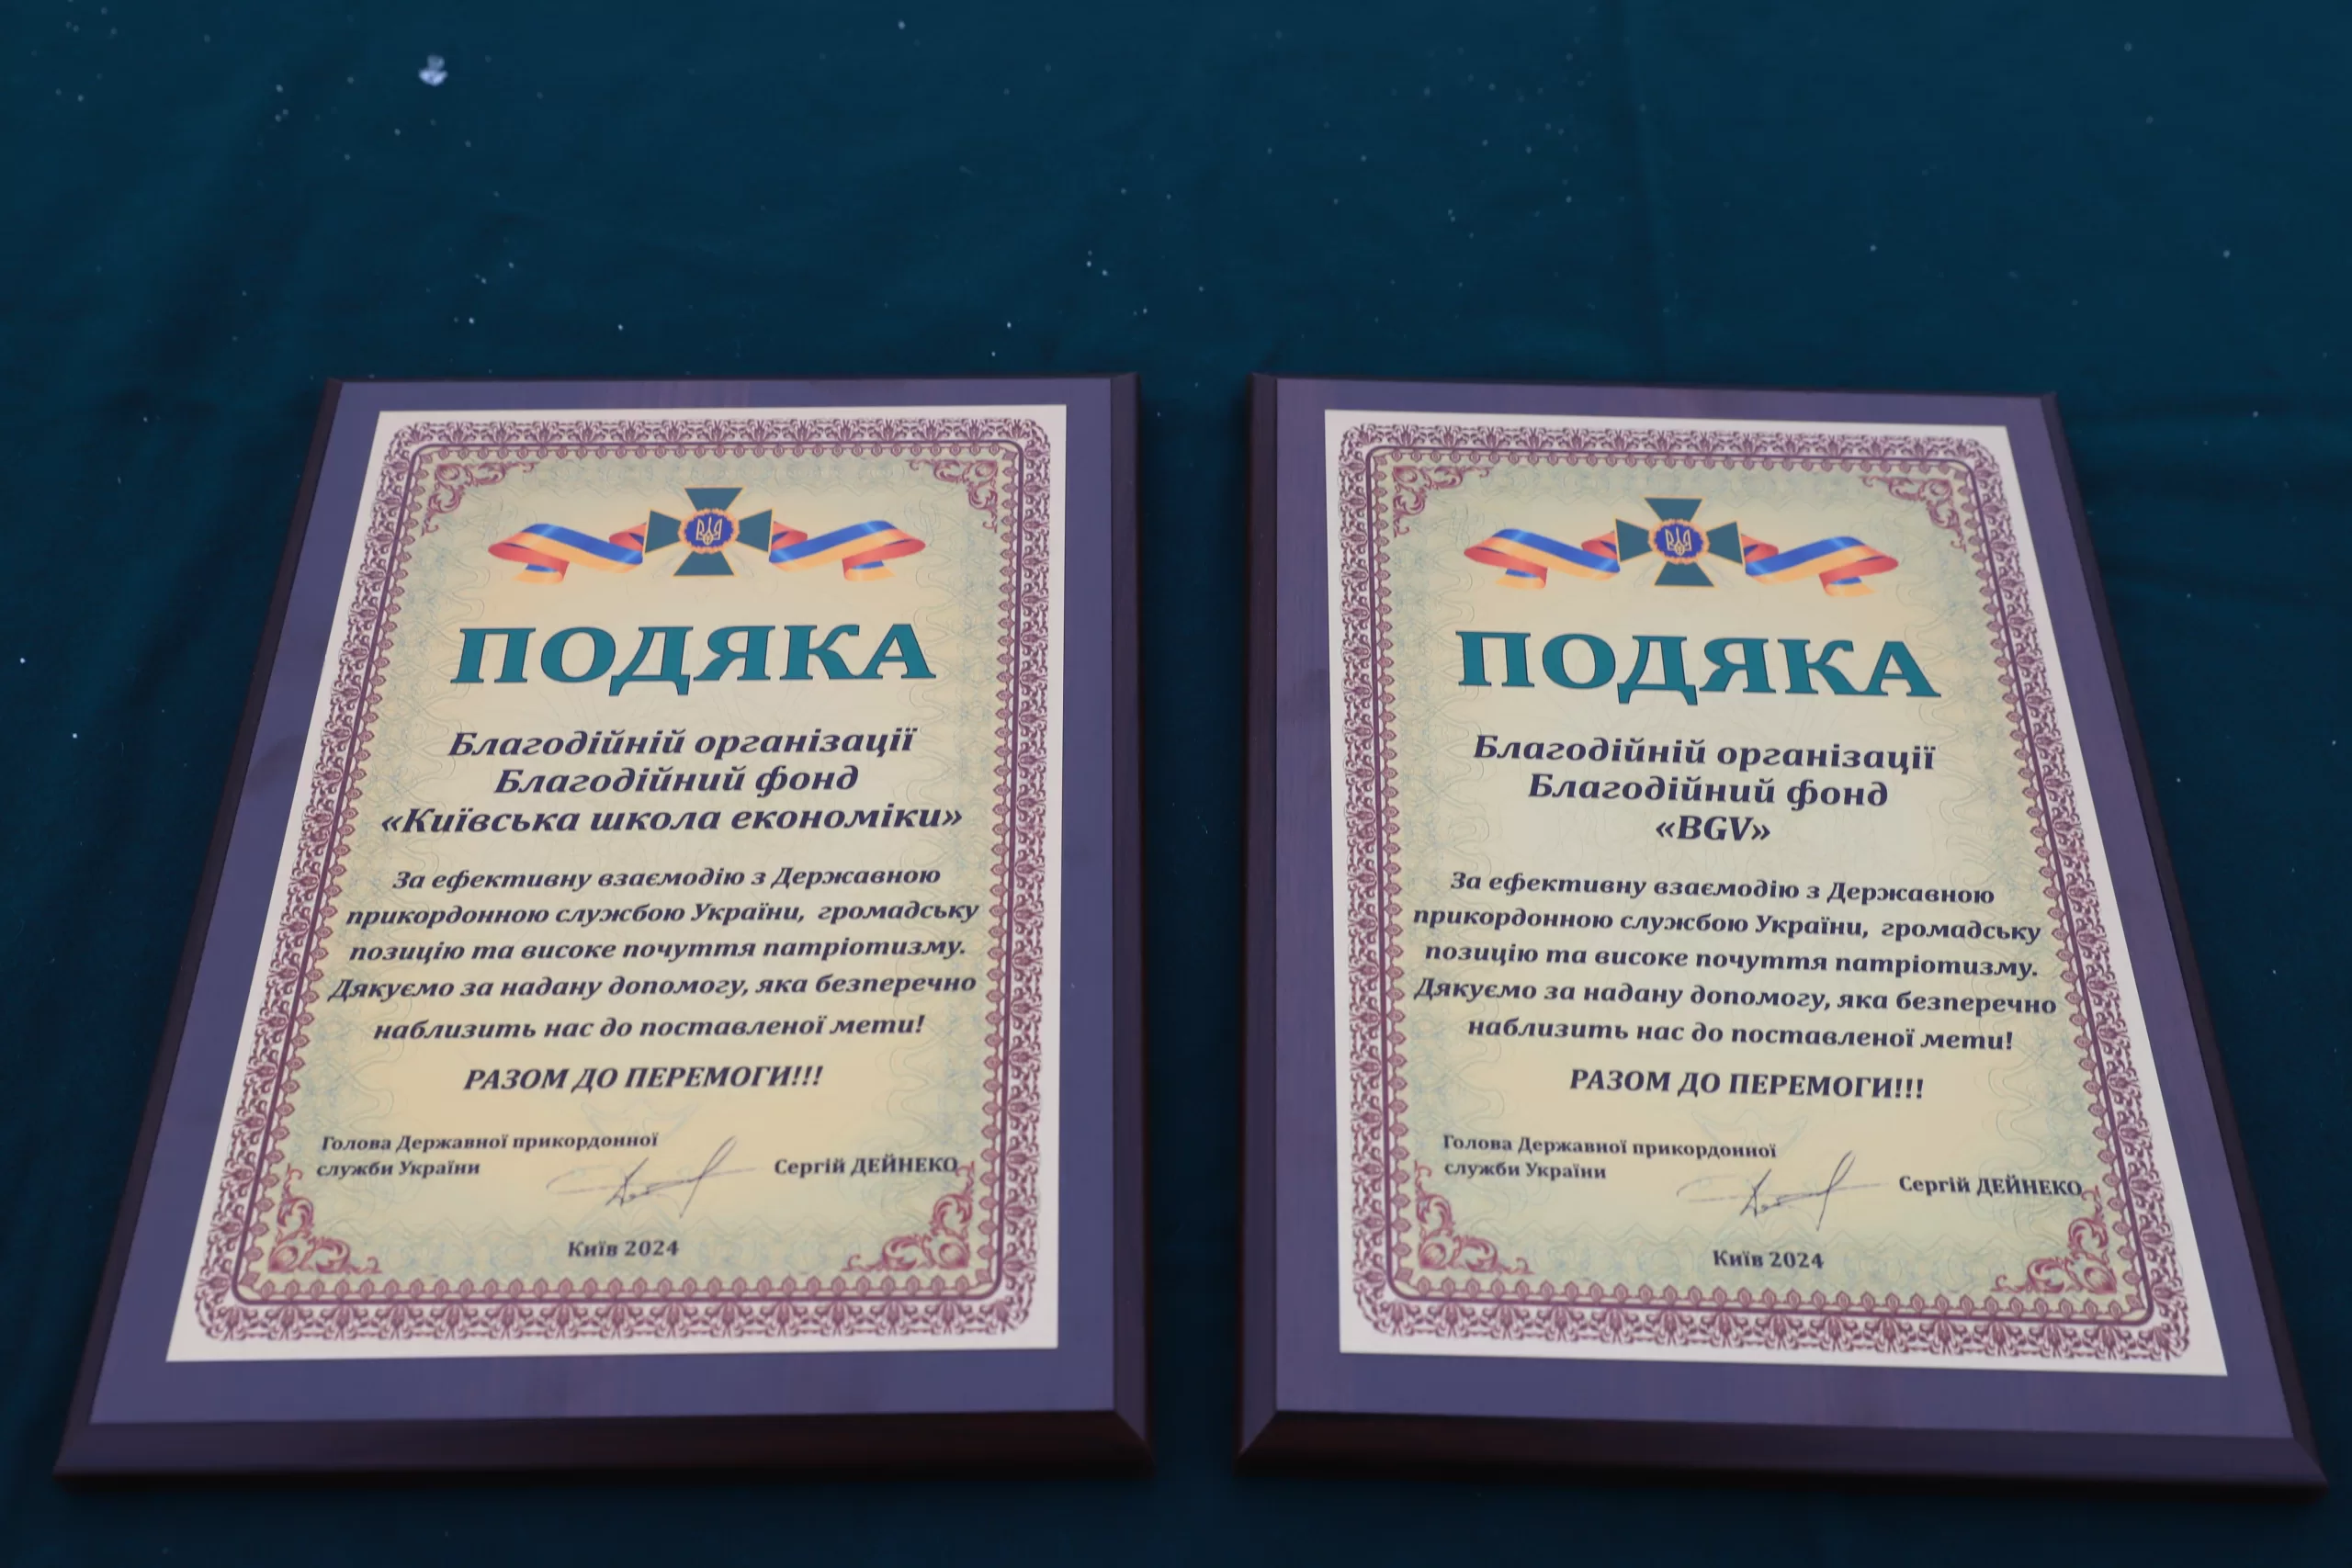 ПОДЯКА
Благодійній організації
Благодійний фонд
«Київська школа економіки»
За ефективну взаємодію з Державною
прикордонною службою України, громадську
позицію та високе почуття патріотизму.
Дякуємо за надану допомогу, яка безперечно
наблизить нас до поставленої мети!
РАЗОМ ДО ПЕРЕМОГИ!!!
Голова Державної прикордонної
служби України
Сергій ДЕЙНЕКО
Київ 2024
ПОДЯКА
Благодійній організації
Благодійний фонд
«BGV»
За ефективну взаємодію з Державною
прикордонною службою України, громадську
позицію та високе почуття патріотизму.
Дякуємо за надану допомогу, яка безперечно
наблизить нас до поставленої мети!
РАЗОМ ДО ПЕРЕМОГИ!!!
Голова Державної прикордонної
служби України
Сергій ДЕЙНЕКО
Київ 2024